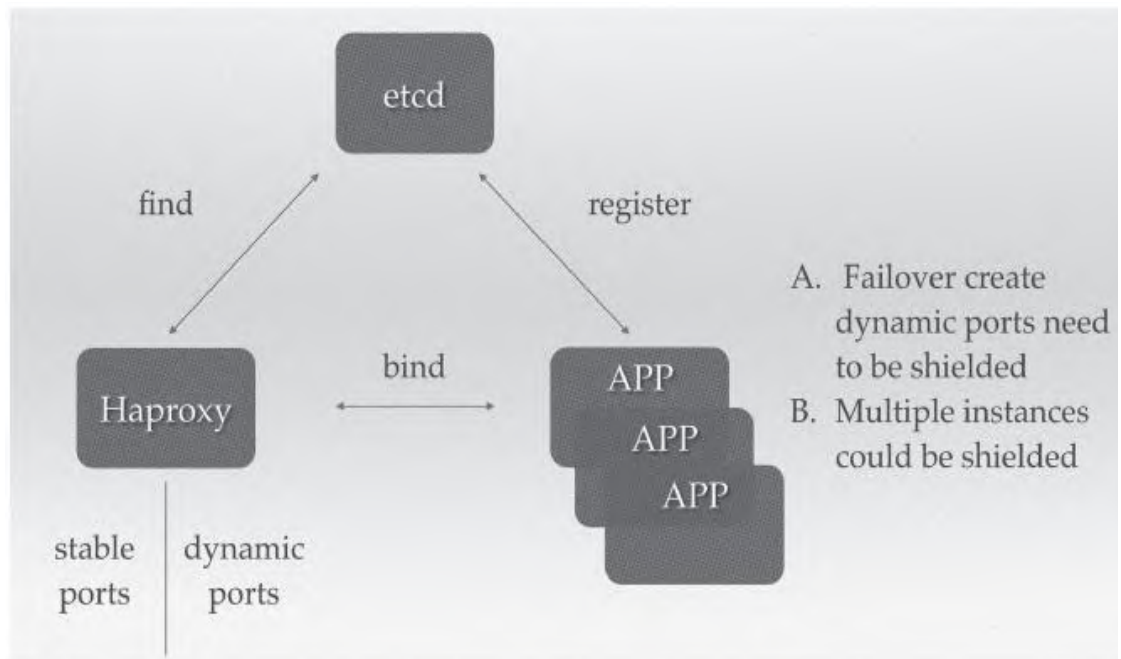 etcd
find
register
A. Failover create
dynamic ports need
to be shielded
B. Multiple instances
could be shielded
bind
Haproxy
APP
APP
APP
stable
ports
dynamic
ports